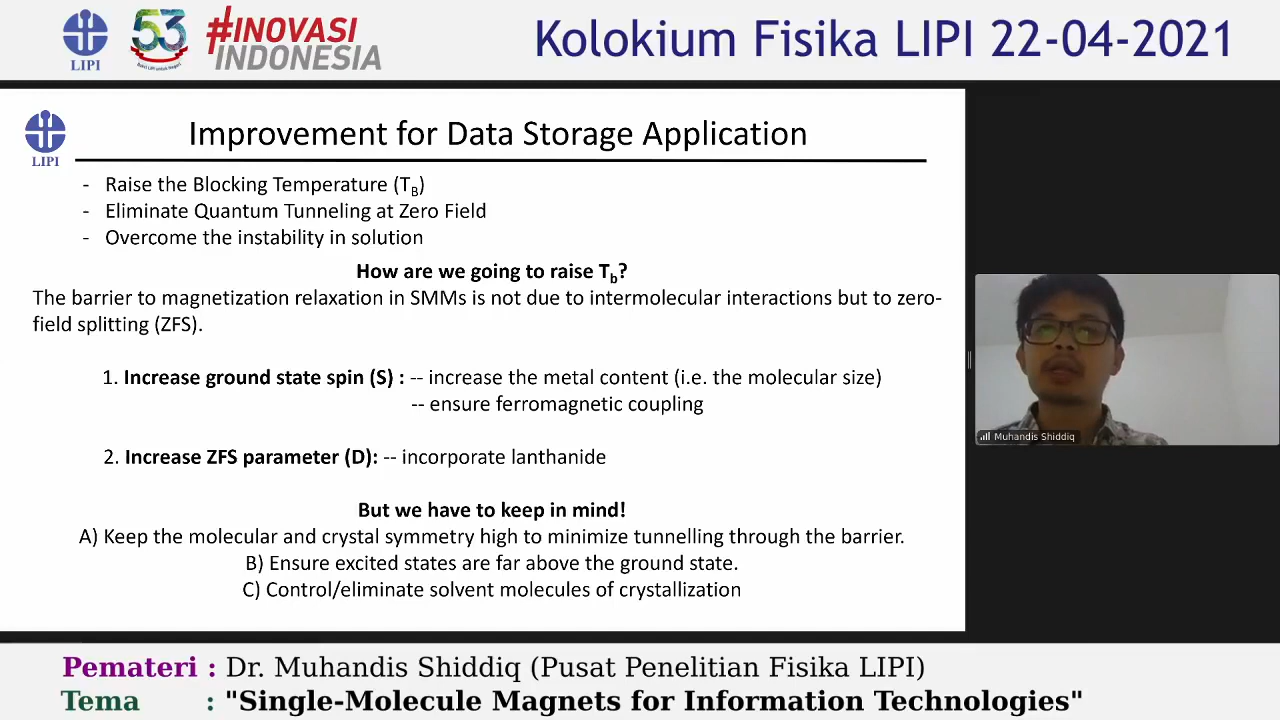 LIPI
53
#INOVASI
INDONESIA
Kolokium Fisika LIPI 22-04-2021
LIPI
Improvement for Data Storage Application
- Raise the Blocking Temperature (TB)
- Eliminate Quantum Tunneling at Zero Field
- Overcome the instability in solution
How are we going to raise Tb?
The barrier to magnetization relaxation in SMMs is not due to intermolecular interactions but to zero-
field splitting (ZFS).
1. Increase ground state spin (S) : -- increase the metal content (i.e. the molecular size)
-- ensure ferromagnetic coupling
2. Increase ZFS parameter (D): -- incorporate lanthanide
But we have to keep in mind!
A) Keep the molecular and crystal symmetry high to minimize tunnelling through the barrier.
B) Ensure excited states are far above the ground state.
C) Control/eliminate solvent molecules of crystallization
Muhandis Shiddiq
Pemateri : Dr. Muhandis Shiddiq (Pusat Penelitian Fisika LIPI)
Tema : "Single-Molecule Magnets for Information Technologies"